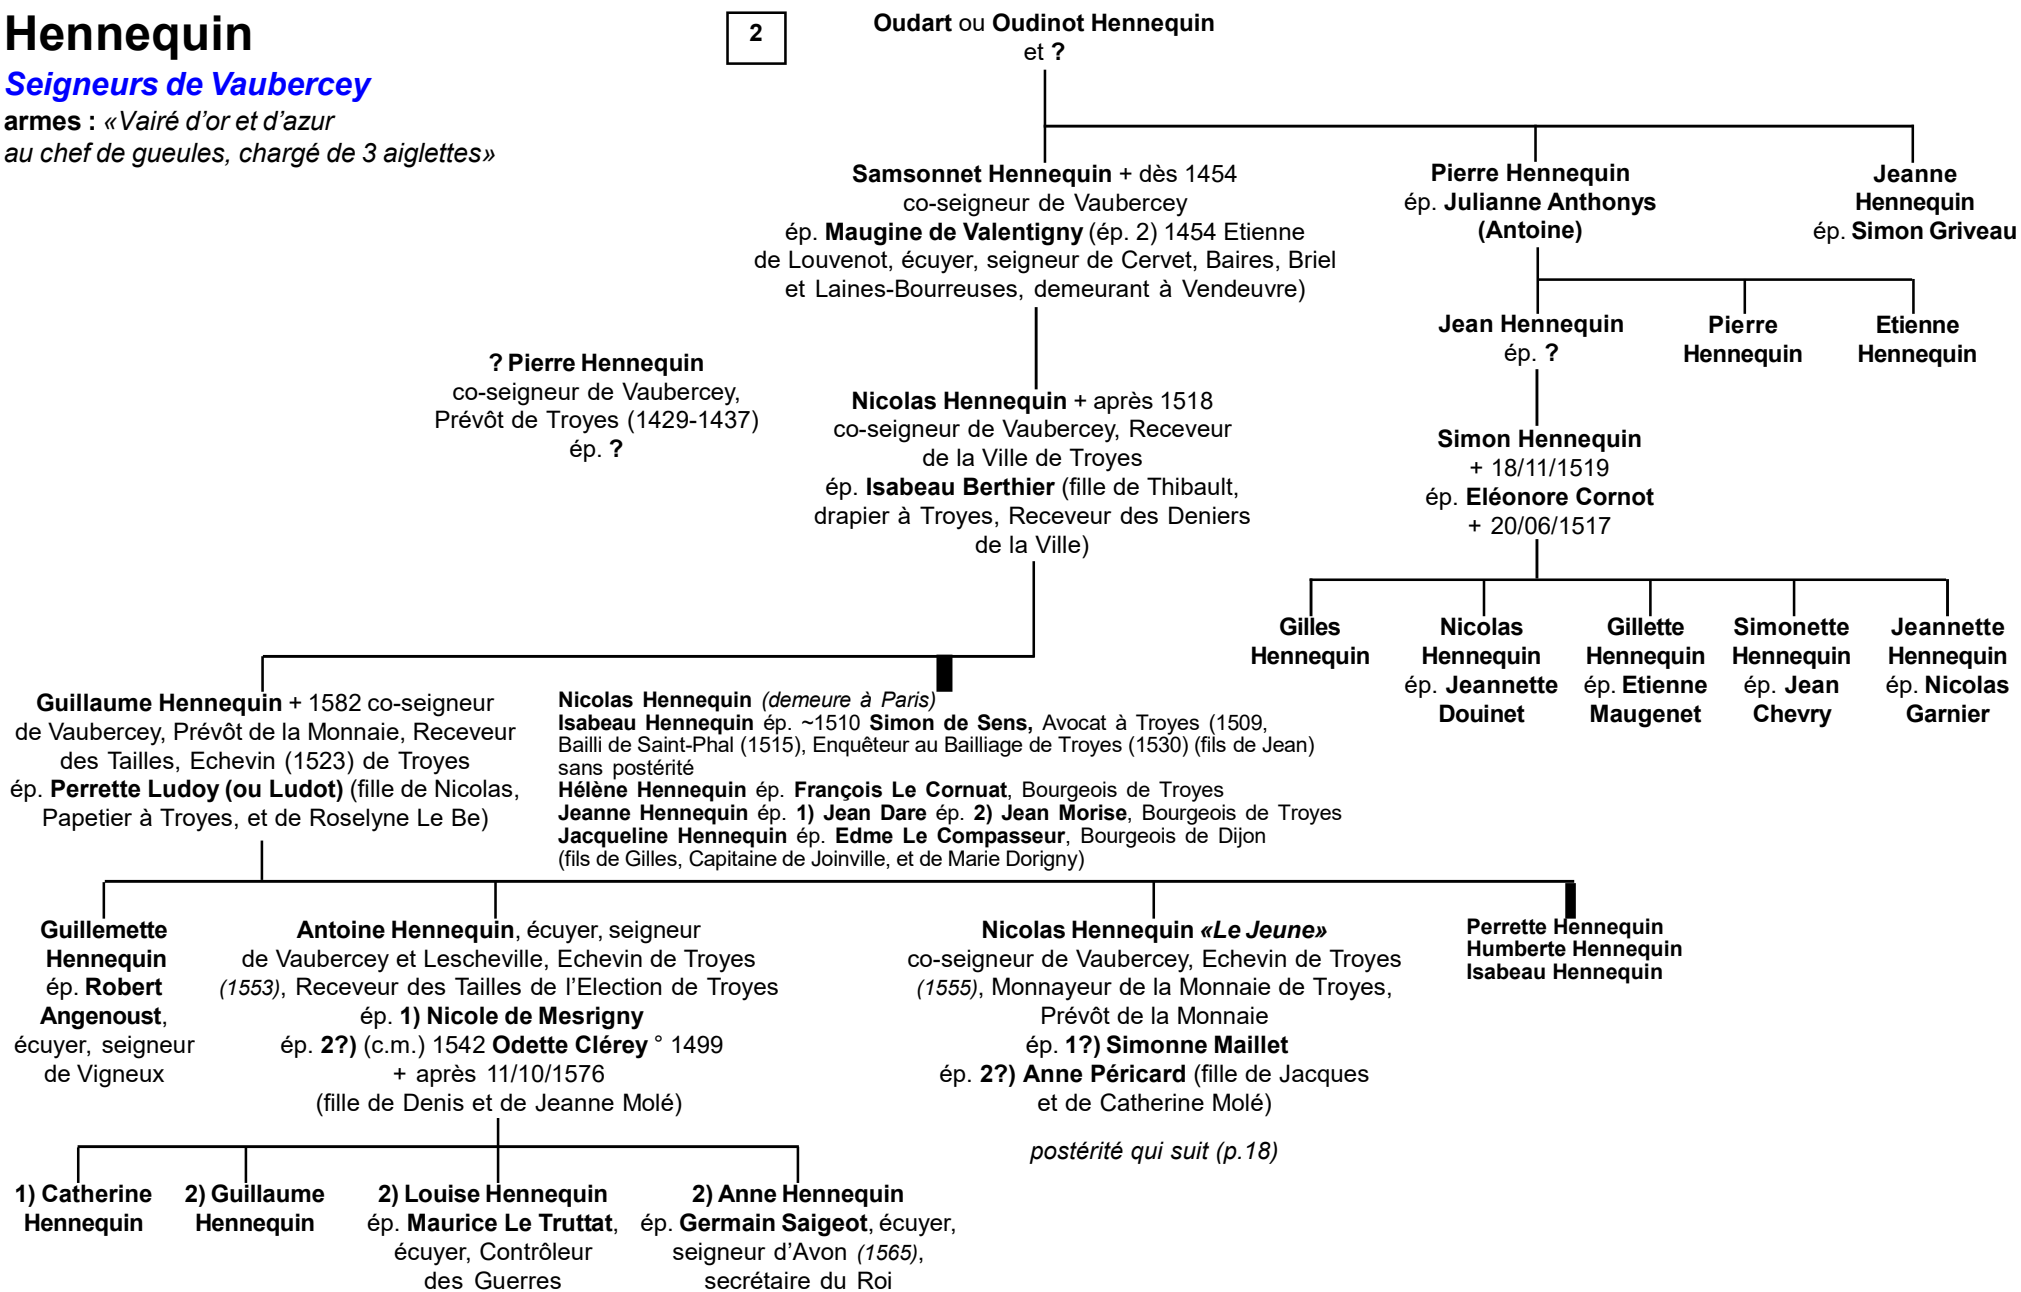 Hennequin
Seigneurs de Vaubercey
armes : «Vairé d'or et d'azur
au chef de gueules, chargé de 3 aiglettes»
2
Oudart ou Oudinot Hennequin
et ?
Samsonnet Hennequin + dès 1454
co-seigneur de Vaubercey
ép. Maugine de Valentigny (ép. 2) 1454 Etienne
de Louvenot, écuyer, seigneur de Cervet, Baires, Briel
et Laines-Bourreuses, demeurant à Vendeuvre)
Pierre Hennequin
ép. Julianne Anthonys
(Antoine)
Jeanne
Hennequin
ép. Simon Griveau
Jean Hennequin
ép. ?
Pierre
Hennequin
Etienne
Hennequin
? Pierre Hennequin
co-seigneur de Vaubercey,
Prévôt de Troyes (1429-1437)
ép. ?
Nicolas Hennequin + après 1518
co-seigneur de Vaubercey, Receveur
de la Ville de Troyes
ép. Isabeau Berthier (fille de Thibault,
drapier à Troyes, Receveur des Deniers
de la Ville)
Simon Hennequin
+ 18/11/1519
ép. Eléonore Cornot
+ 20/06/1517
Gilles
Hennequin
Nicolas
Hennequin
ép. Jeannette
Douinet
Gillette
Hennequin
ép. Etienne
Maugenet
Simonette
Hennequin
ép. Jean
Chevry
Jeannette
Hennequin
ép. Nicolas
Garnier
Guillaume Hennequin + 1582 co-seigneur
de Vaubercey, Prévôt de la Monnaie, Receveur
des Tailles, Echevin (1523) de Troyes
ép. Perrette Ludoy (ou Ludot) (fille de Nicolas,
Papetier à Troyes, et de Roselyne Le Be)
Nicolas Hennequin (demeure à Paris)
Isabeau Hennequin ép. ~1510 Simon de Sens, Avocat à Troyes (1509,
Bailli de Saint-Phal (1515), Enquêteur au Bailliage de Troyes (1530) (fils de Jean)
sans postérité
Hélène Hennequin ép. François Le Cornuat, Bourgeois de Troyes
Jeanne Hennequin ép. 1) Jean Dare ép. 2) Jean Morise, Bourgeois de Troyes
Jacqueline Hennequin ép. Edme Le Compasseur, Bourgeois de Dijon
(fils de Gilles, Capitaine de Joinville, et de Marie Dorigny)
Guillemette
Hennequin
ép. Robert
Angenoust,
écuyer, seigneur
de Vigneux
Antoine Hennequin, écuyer, seigneur
de Vaubercey et Lescheville, Echevin de Troyes
(1553), Receveur des Tailles de l'Election de Troyes
ép. 1) Nicole de Mesrigny
ép. 2?) (c.m.) 1542 Odette Clérey ° 1499
+ après 11/10/1576
(fille de Denis et de Jeanne Molé)
Nicolas Hennequin «Le Jeune»
co-seigneur de Vaubercey, Echevin de Troyes
(1555), Monnayeur de la Monnaie de Troyes,
Prévôt de la Monnaie
ép. 1?) Simonne Maillet
ép. 2?) Anne Péricard (fille de Jacques
et de Catherine Molé)
postérité qui suit (p.18)
Perrette Hennequin
Humberte Hennequin
Isabeau Hennequin
1) Catherine
Hennequin
2) Guillaume
Hennequin
2) Louise Hennequin
ép. Maurice Le Truttat,
écuyer, Contrôleur
des Guerres
2) Anne Hennequin
ép. Germain Saigeot, écuyer,
seigneur d'Avon (1565),
secrétaire du Roi